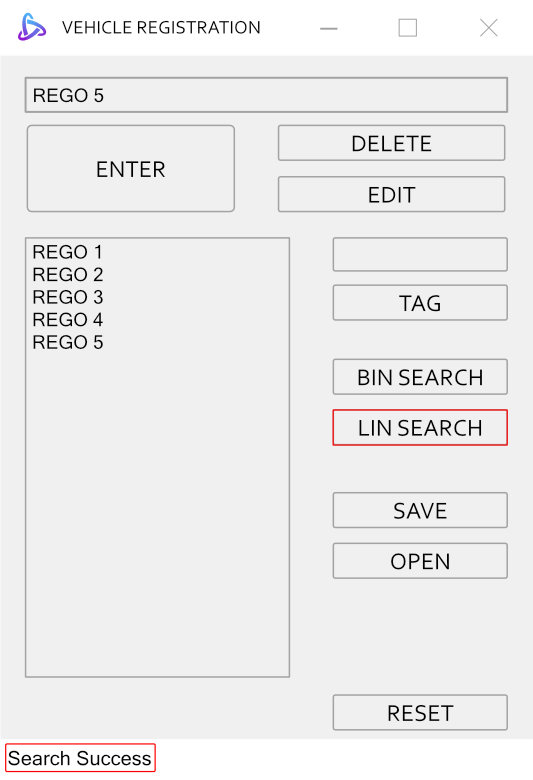 VEHICLE REGISTRATION
REGO 5
ENTER
DELETE
EDIT
REGO 1
REGO 2
REGO 3
REGO 4
REGO 5
TAG
BIN SEARCH
LIN SEARCH
SAVE
OPEN
RESET
Search Success